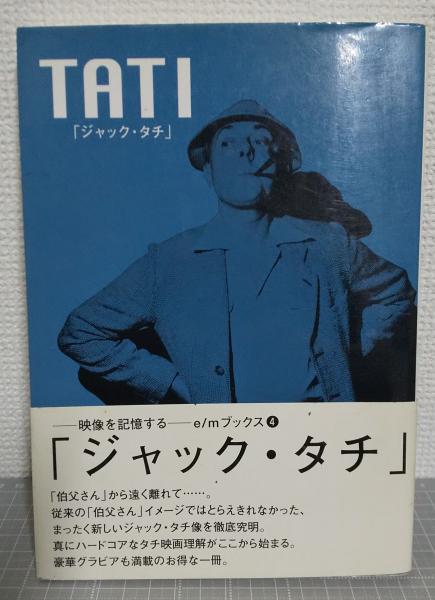 TATI
「ジャック・タチ」
――映像を記憶する――e/mブックス❹
「ジャック・タチ」
「伯父さん」から遠く離れて……。
従来の「伯父さん」イメージではとらえきれなかった、
まったく新しいジャック・タチ像を徹底究明。
真にハードコアなタチ映画理解がここから始まる。
豪華グラビアも満載のお得な一冊。